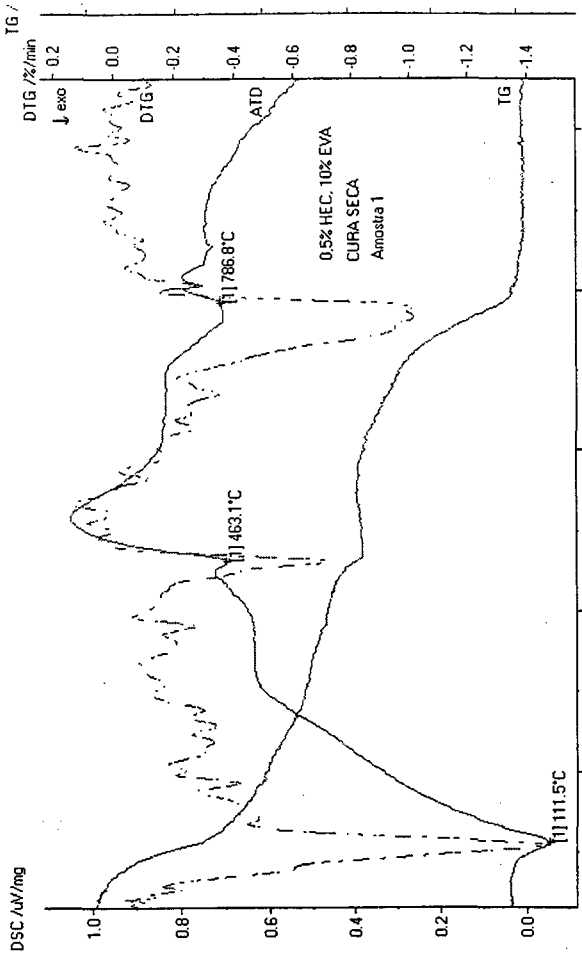 TG /
DTG /%/min
0.2
0.0
-0.2
-0.4
-0.6
-0.8
-1.0
-1.2
-1.4
↓ exo
DTG
ATD
TG
0,5% HEC, 10% EVA
CURA SECA
Amostra 1
[1] 786.8°C
[1] 463.1°C
[1] 111.5°C
DSC /uV/mg
1.0
0.8
0.6
0.4
0.2
0.0